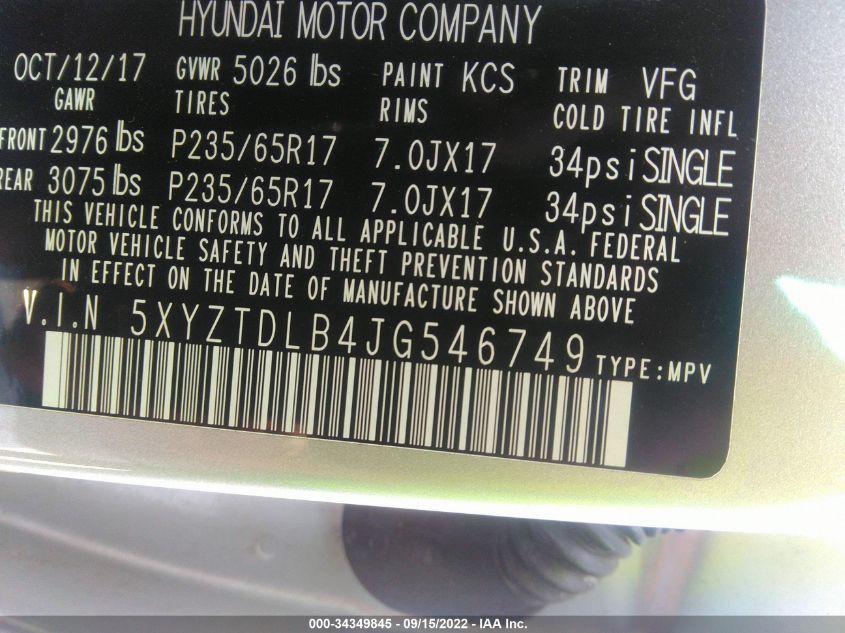 HYUNDAI MOTOR COMPANY
OCT/12/17 GVWR 5026 lbs PAINT KCS TRIM VFG
GAWR TIRES RIMS COLD TIRE INFL
FRONT 2976 lbs P235/65R17 7.0JX17 34psi SINGLE
REAR 3075 lbs P235/65R17 7.0JX17 34psi SINGLE
THIS VEHICLE CONFORMS TO ALL APPLICABLE U.S.A. FEDERAL
MOTOR VEHICLE SAFETY AND THEFT PREVENTION STANDARDS
IN EFFECT ON THE DATE OF MANUFACTURE SHOWN ABOVE
V.I.N 5XYZTDLB4JG546749 TYPE:MPV
000-34349845 - 09/15/2022 - IAA Inc.